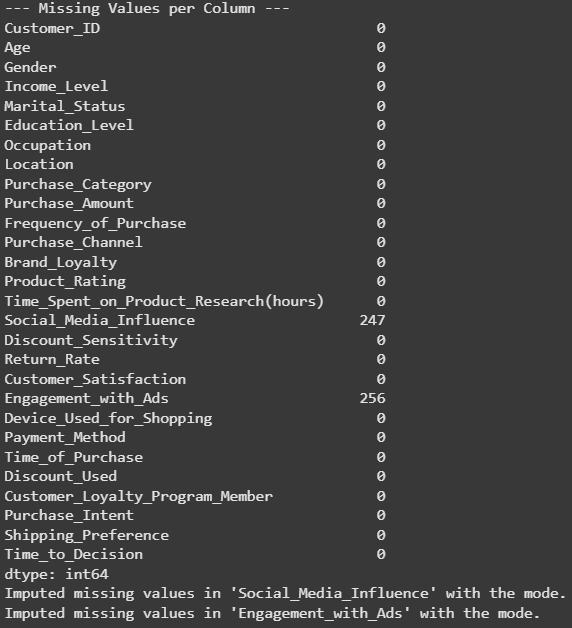 --- Missing Values per Column ---
Customer_ID 0
Age 0
Gender 0
Income_Level 0
Marital_Status 0
Education_Level 0
Occupation 0
Location 0
Purchase_Category 0
Purchase_Amount 0
Frequency_of_Purchase 0
Purchase_Channel 0
Brand_Loyalty 0
Product_Rating 0
Time_Spent_on_Product_Research(hours) 0
Social_Media_Influence 247
Discount_Sensitivity 0
Return_Rate 0
Customer_Satisfaction 0
Engagement_with_Ads 256
Device_Used_for_Shopping 0
Payment_Method 0
Time_of_Purchase 0
Discount_Used 0
Customer_Loyalty_Program_Member 0
Purchase_Intent 0
Shipping_Preference 0
Time_to_Decision 0
dtype: int64
Imputed missing values in 'Social_Media_Influence' with the mode.
Imputed missing values in 'Engagement_with_Ads' with the mode.